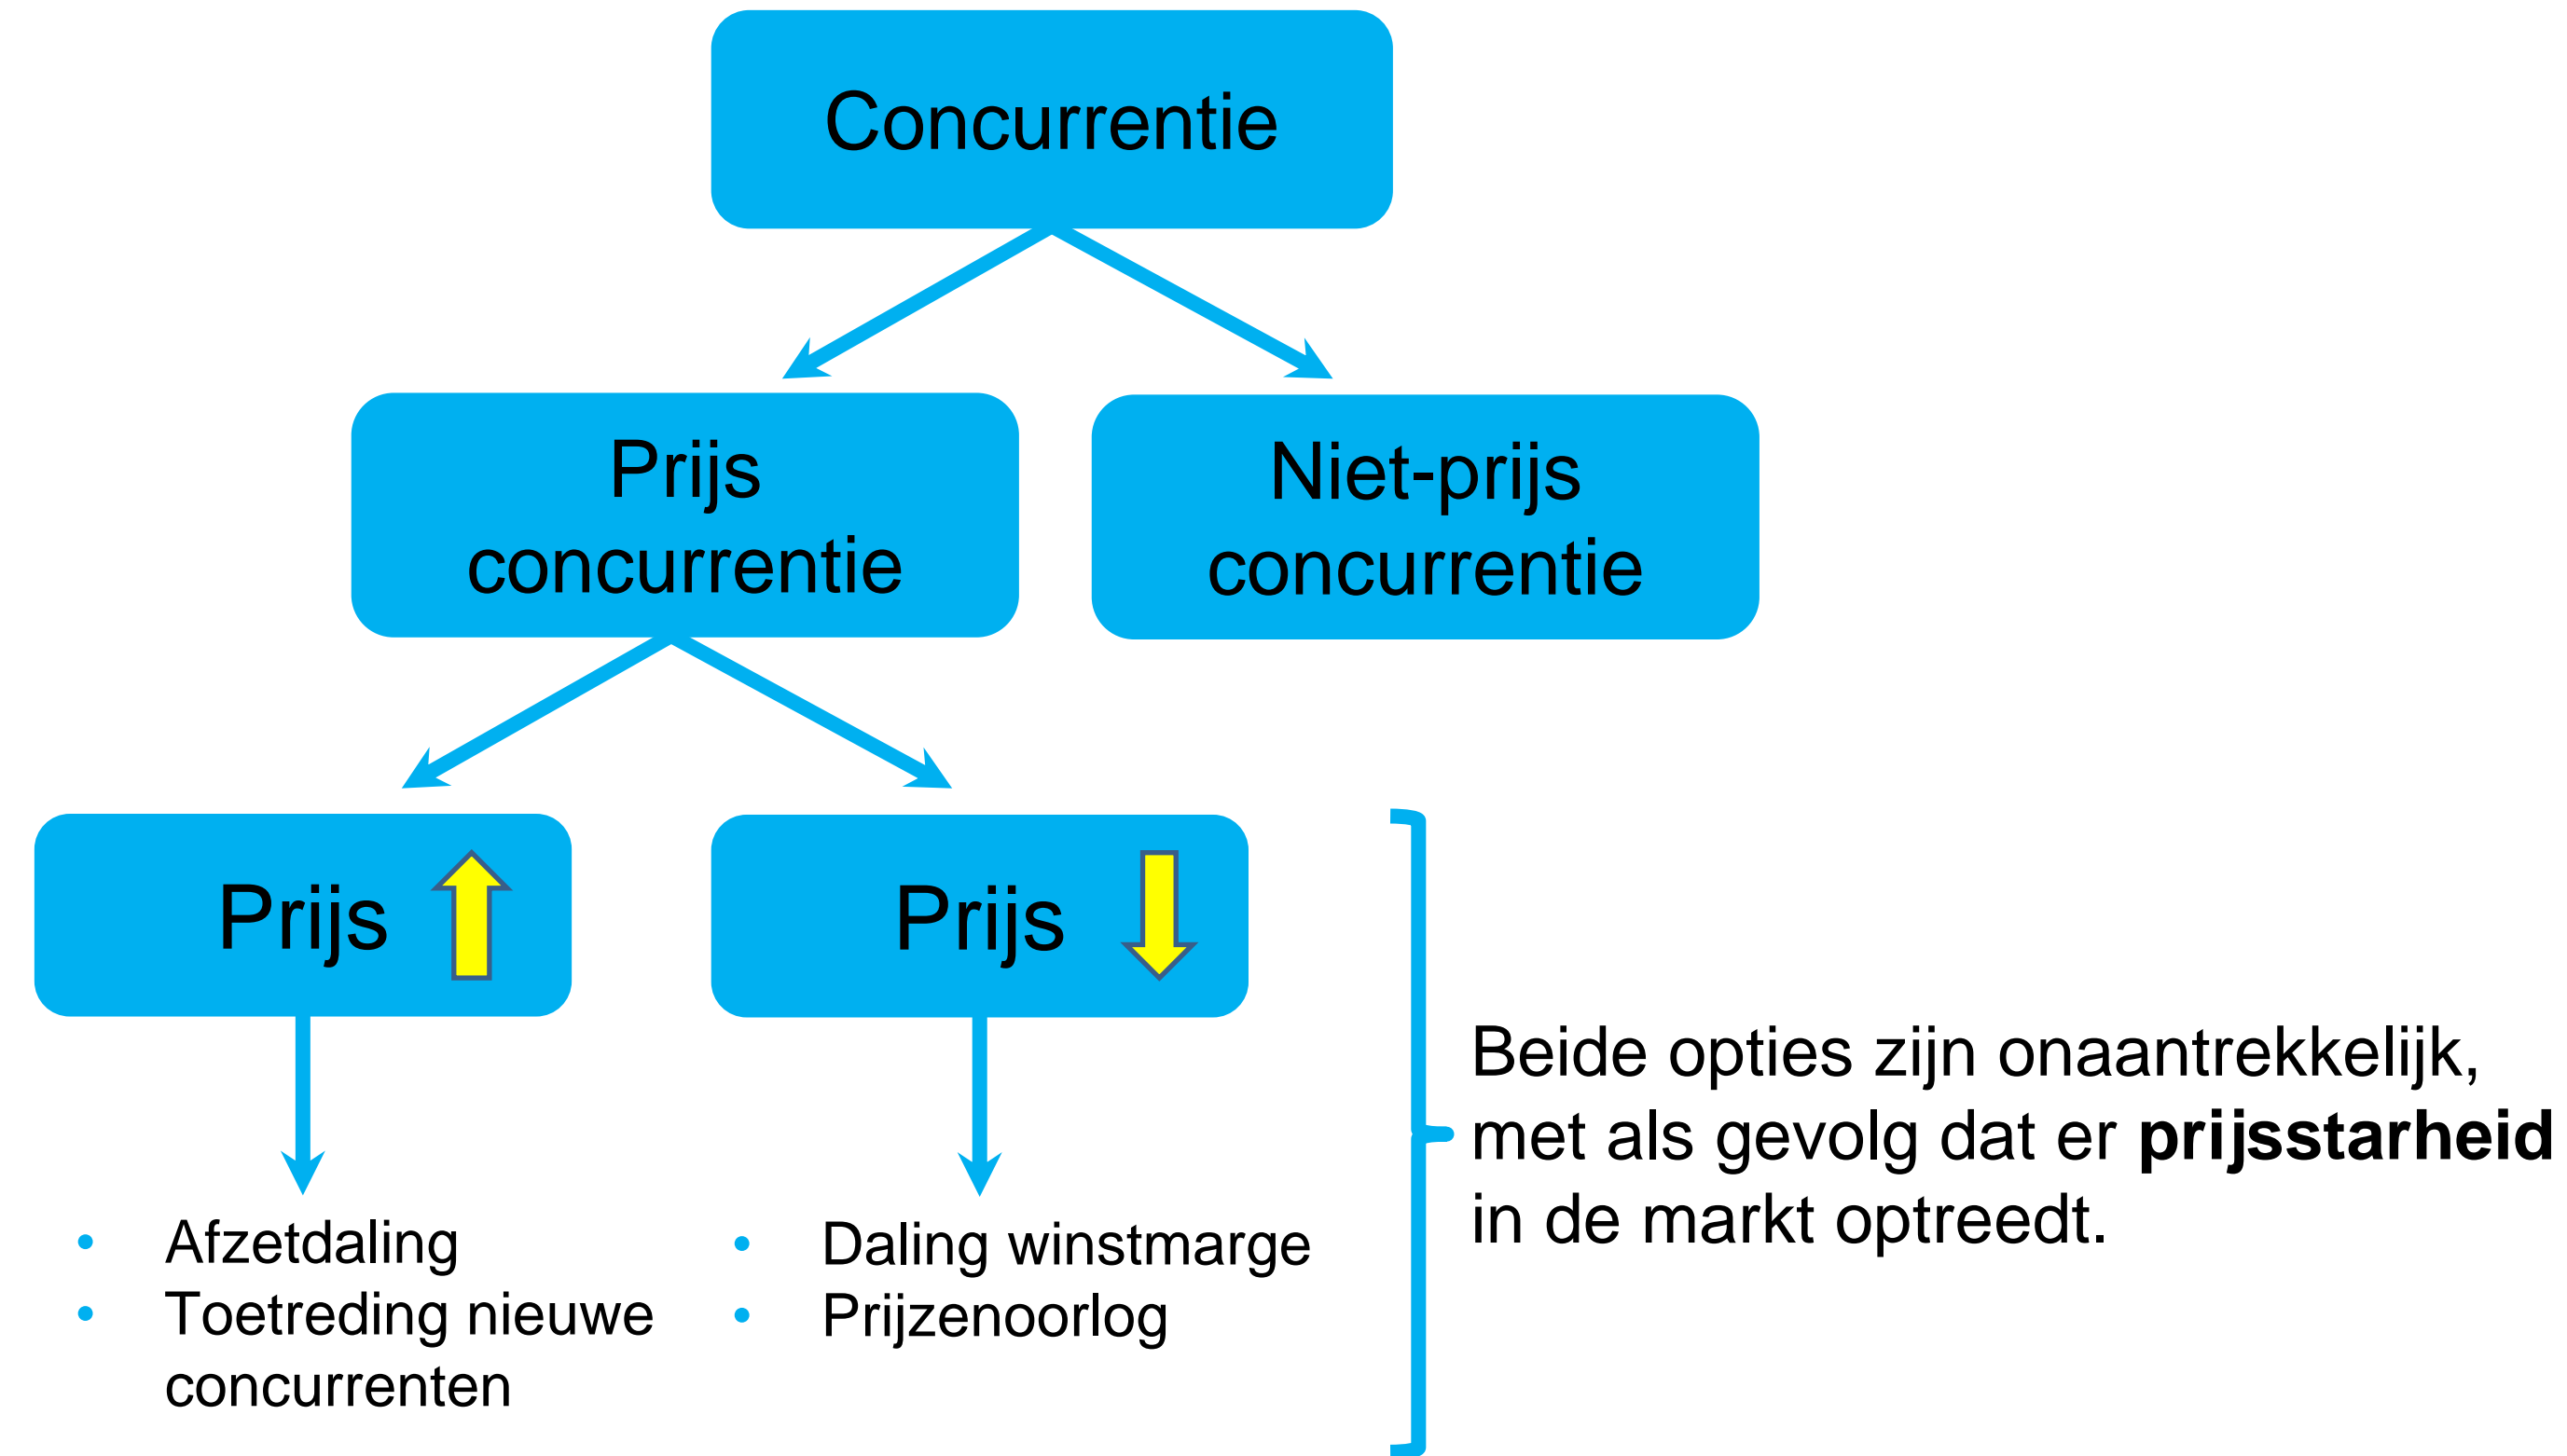 Concurrentie
Prijs
concurrentie
Niet-prijs
concurrentie
Prijs
Prijs
Afzetdaling
Toetreding nieuwe
concurrenten
Daling winstmarge
Prijzenoorlog
Beide opties zijn onaantrekkelijk,
met als gevolg dat er prijsstarheid
in de markt optreedt.